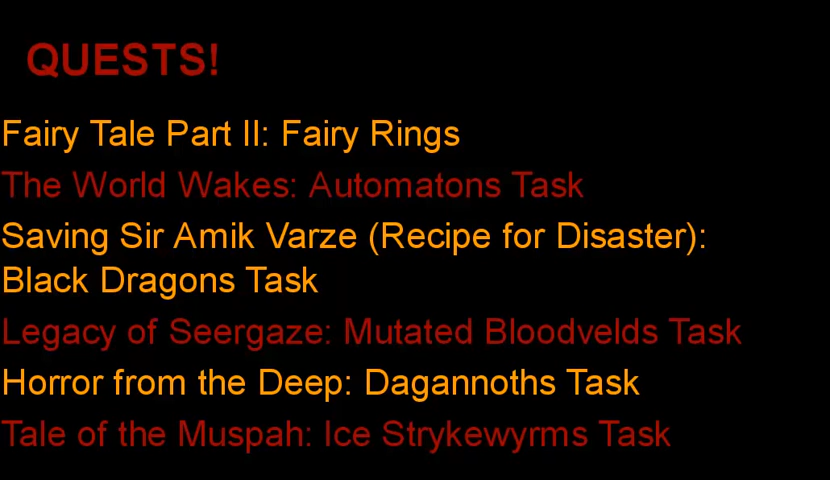 QUESTS!
Fairy Tale Part II: Fairy Rings
The World Wakes: Automatons Task
Saving Sir Amik Varze (Recipe for Disaster):
Black Dragons Task
Legacy of Seergaze: Mutated Bloodvelds Task
Horror from the Deep: Dagannoths Task
Tale of the Muspah: Ice Strykewyrms Task